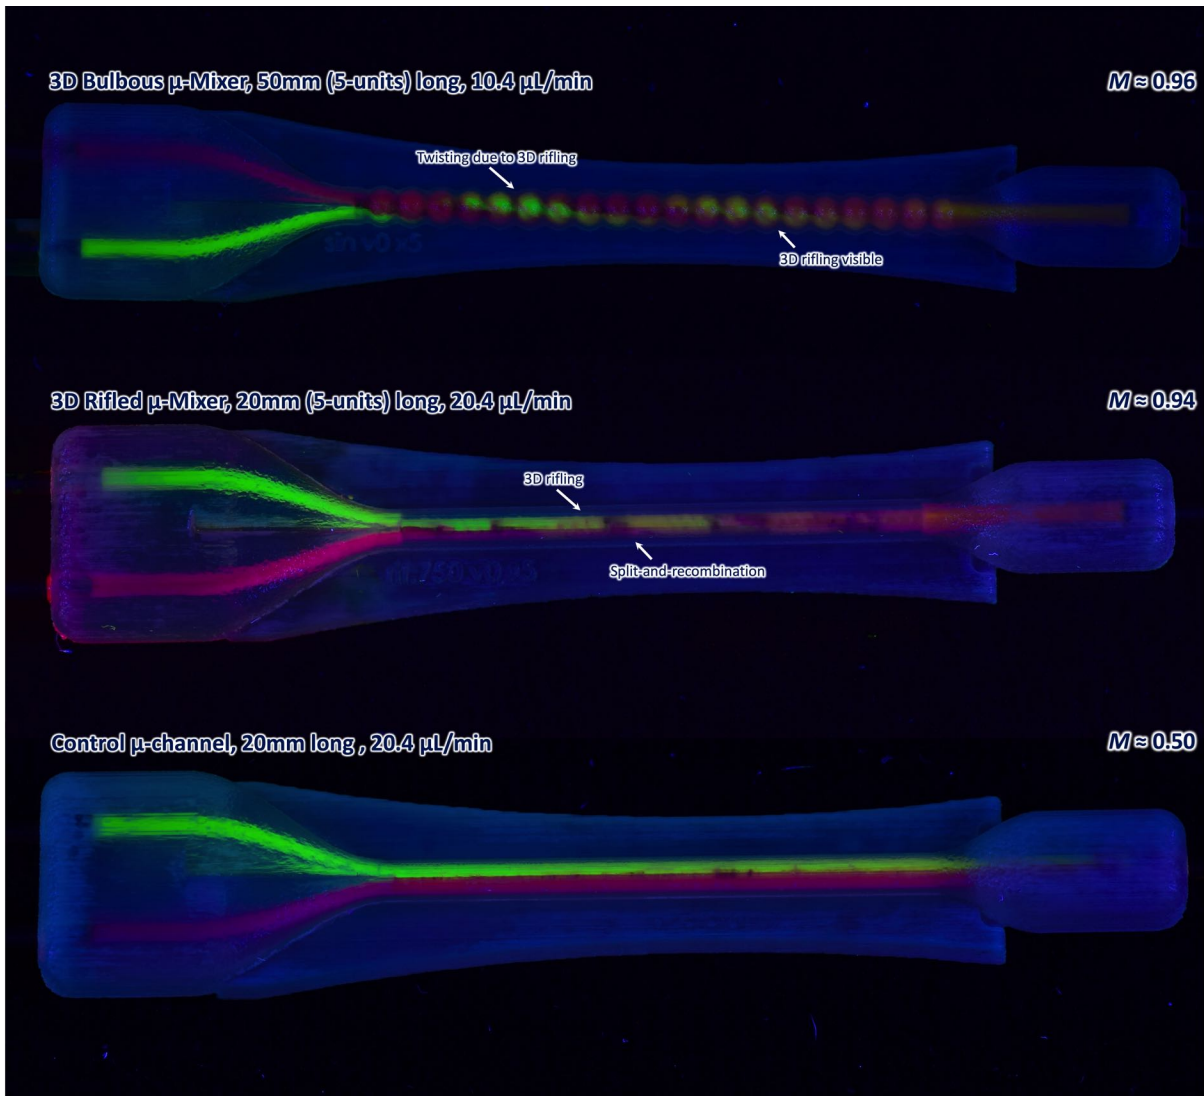 3D Bulbous µ-Mixer, 50mm (5-units) long, 10.4 µL/min
M ≈ 0.96
Twisting due to 3D rifling
3D rifling visible
3D Rifled µ-Mixer, 20mm (5-units) long, 20.4 µL/min
M ≈ 0.94
3D rifling
Split-and-recombination
Control µ-channel, 20mm long , 20.4 µL/min
M ≈ 0.50